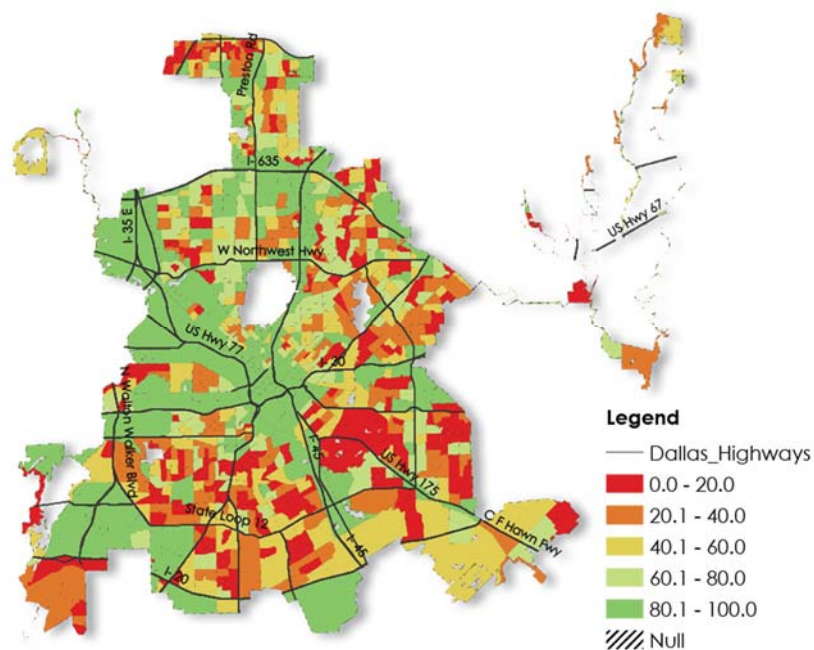 Preston Rd
I- 635
I- 35 E
W Northwest Hwy
US Hwy 67
US Hwy 77
I- 30
N Walton Walker Blvd
I- 45
US Hwy 175
State Loop 12
C F Hawn Fwy
I- 45
I- 20
Legend
Dallas_Highways
0.0 - 20.0
20.1 - 40.0
40.1 - 60.0
60.1 - 80.0
80.1 - 100.0
Null